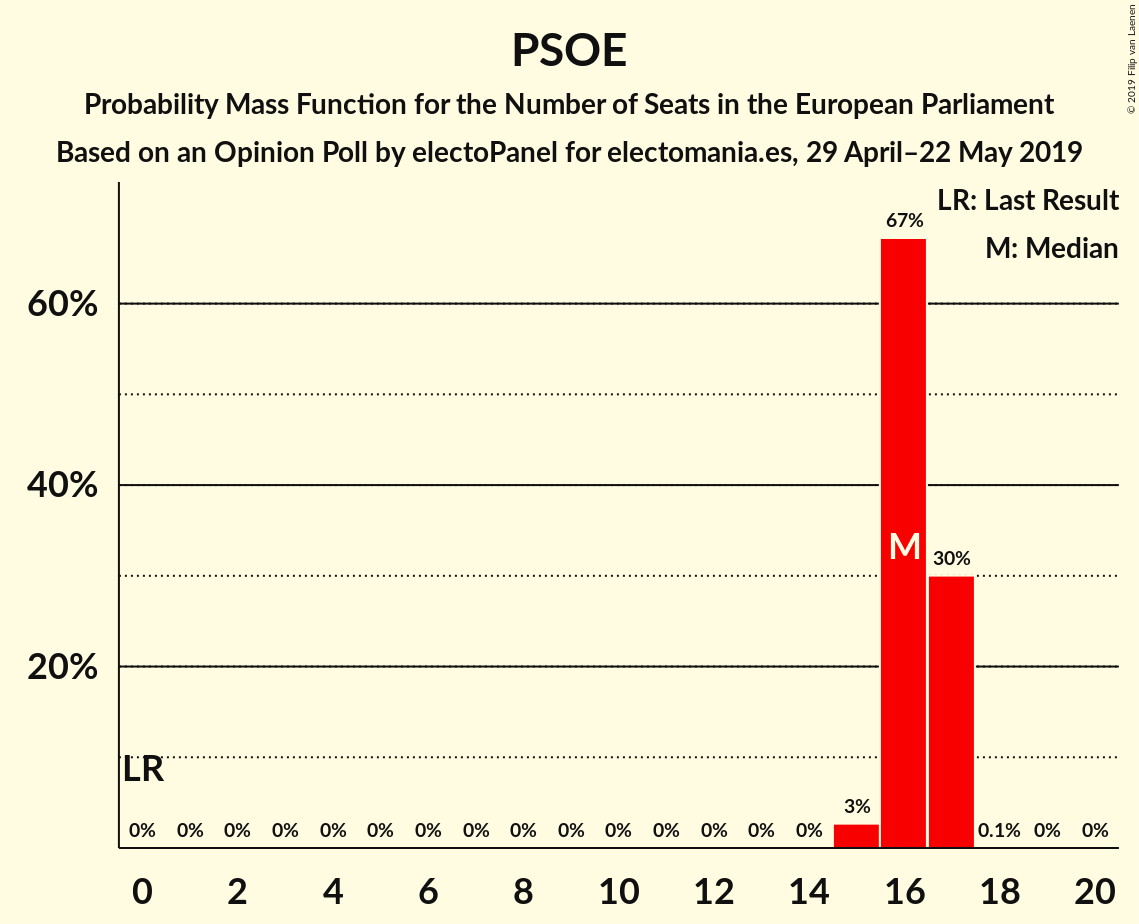 PSOE
Probability Mass Function for the Number of Seats in the European Parliament
Based on an Opinion Poll by electoPanel for electomania.es, 29 April–22 May 2019
© 2019 Filip van Laenen
LR: Last Result
M: Median
67%
60%
40%
M
30%
20%
LR
3%
0% 0% 0% 0% 0% 0% 0% 0% 0% 0% 0% 0% 0% 0% 0% 0.1% 0% 0%
0 2 4 6 8 10 12 14 16 18 20